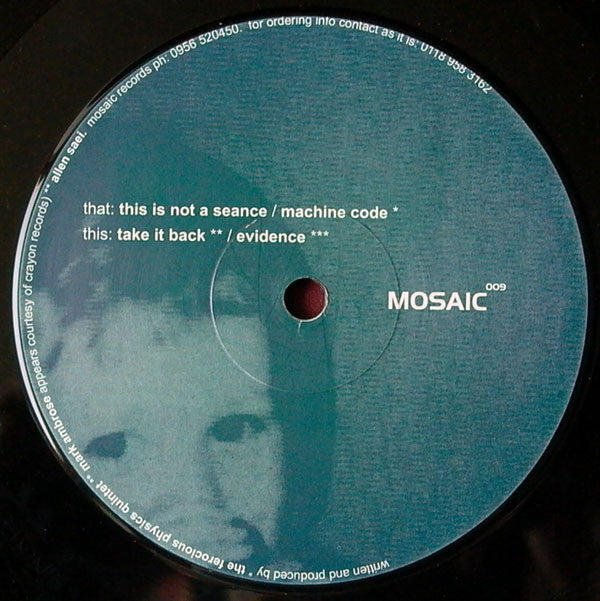 that: this is not a seance / machine code *
this: take it back ** / evidence ***
MOSAIC 009
written and produced by * the ferocious physics quintet ** mark ambrose appears courtesy of crayon records) ** allen saei. mosaic records ph: 0956 520450. for ordering info contact as it is: 0118 958 3162